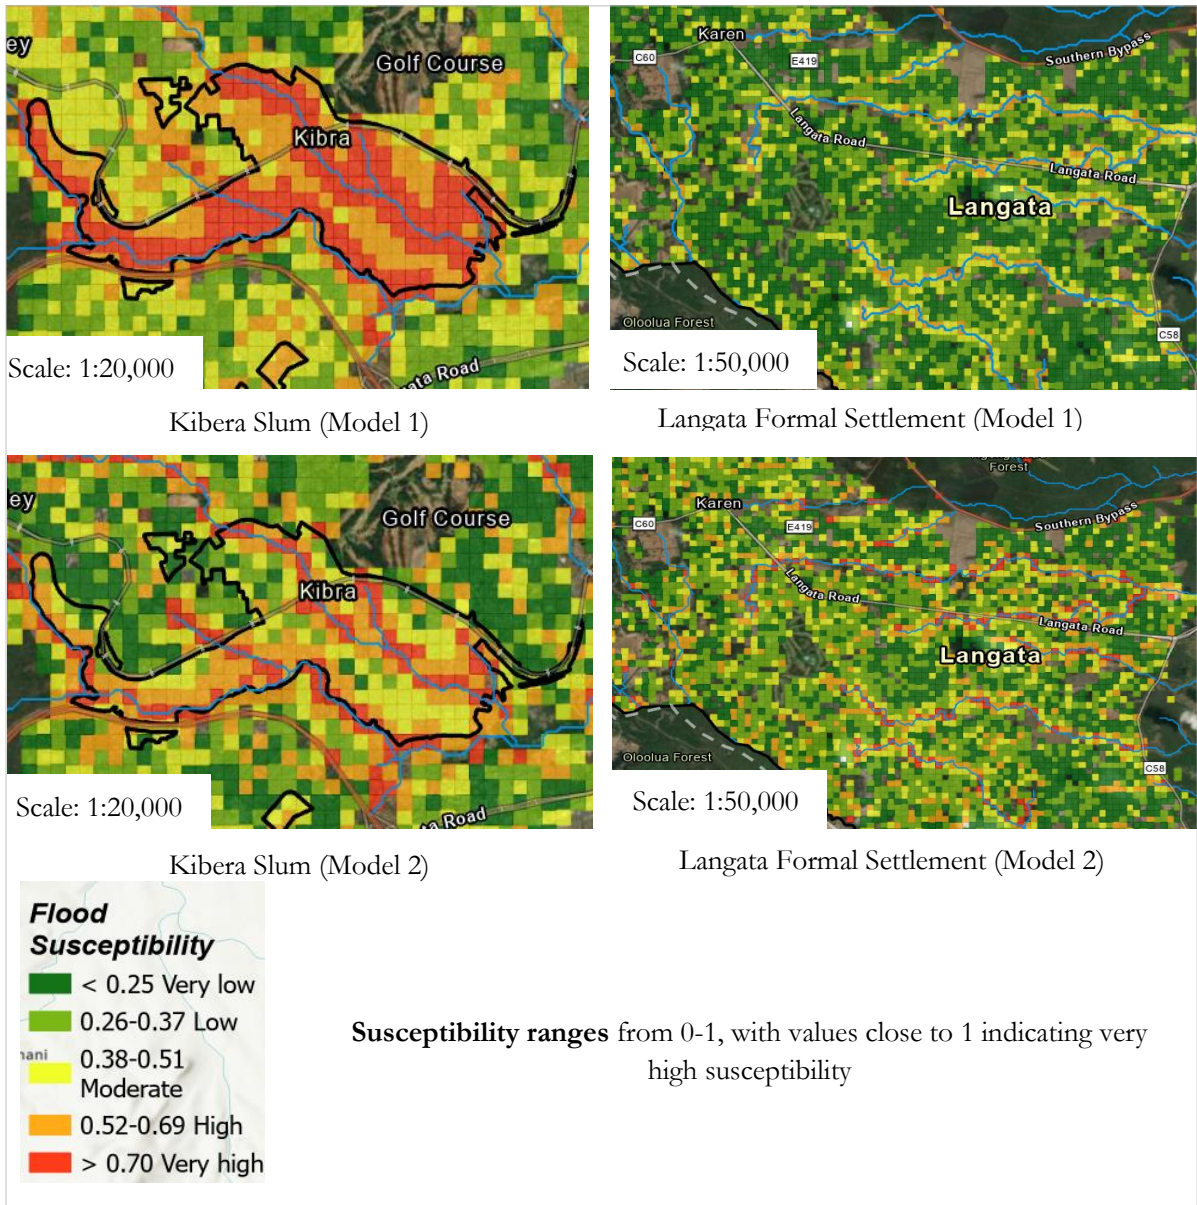 ey
Golf Course
Kibra
ata Road
Scale: 1:20,000
Kibera Slum (Model 1)
Karen
C60
E419
Southern Bypass
Langata Road
Langata Road
Langata
Oloolua Forest
C58
Scale: 1:50,000
Langata Formal Settlement (Model 1)
ey
Golf Course
Kibra
ta Road
Scale: 1:20,000
Kibera Slum (Model 2)
Forest
Karen
C60
E419
Southern Bypass
Langata Road
Langata Road
Langata
Oloolua Forest
C58
Scale: 1:50,000
Langata Formal Settlement (Model 2)
Flood
Susceptibility
< 0.25 Very low
0.26-0.37 Low
nani
0.38-0.51
Moderate
0.52-0.69 High
> 0.70 Very high
Susceptibility ranges from 0-1, with values close to 1 indicating very
high susceptibility